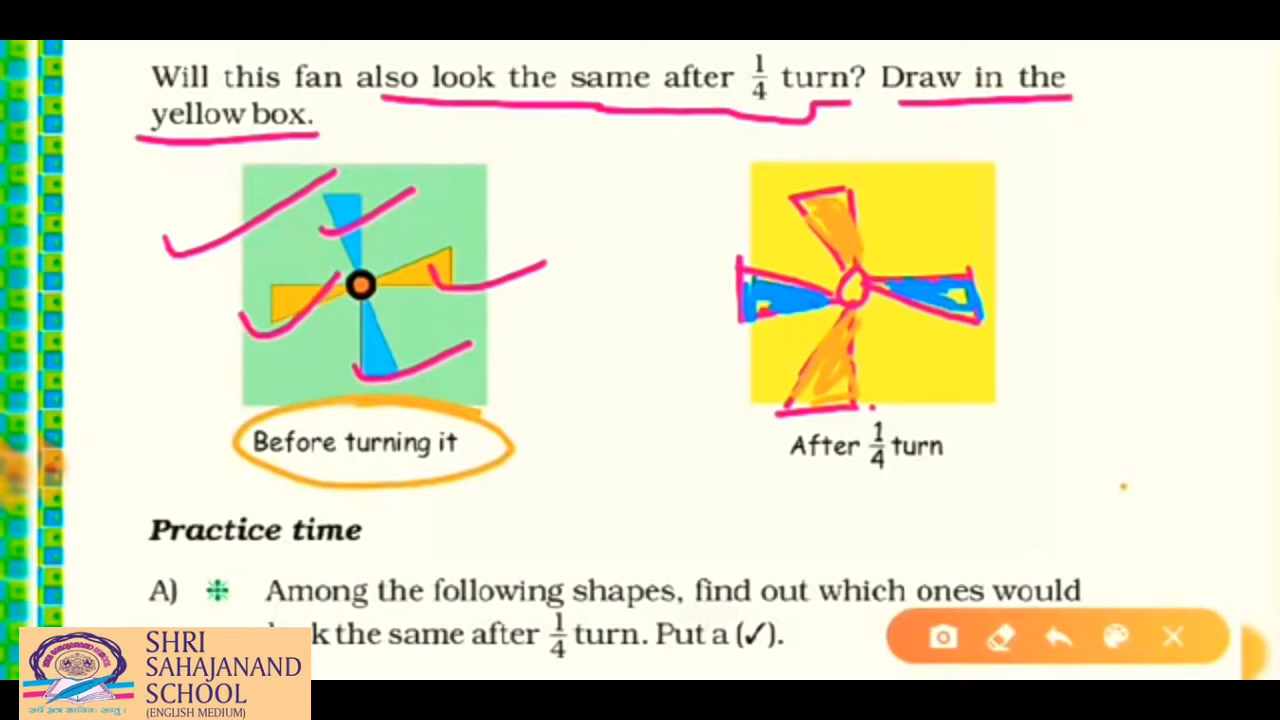 Will this fan also look the same after 1/4 turn? Draw in the
yellow box.
Before turning it
After 1/4 turn
Practice time
A) Among the following shapes, find out which ones would
k the same after 1/4 turn. Put a (✓).
SHRI
SAHAJANAND
SCHOOL
(ENGLISH MEDIUM)